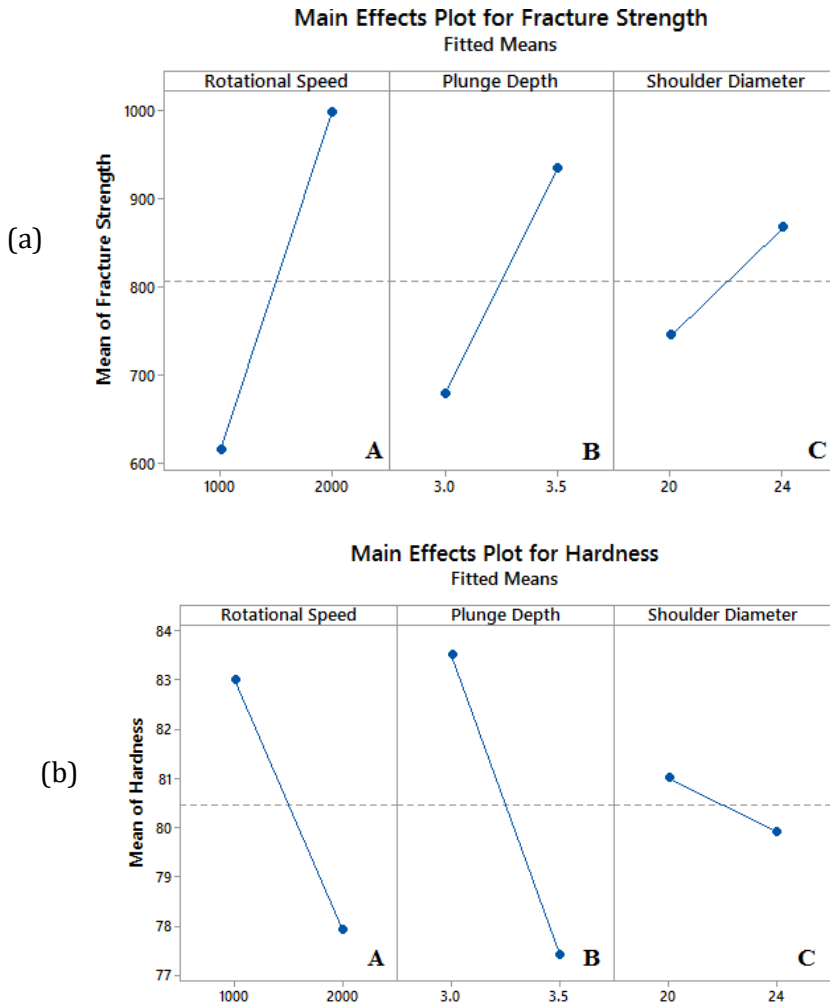 Main Effects Plot for Fracture Strength
Fitted Means
Rotational Speed Plunge Depth Shoulder Diameter
1000
900
800
700
600
Mean of Fracture Strength
(a)
A B C
1000 2000 3.0 3.5 20 24
Main Effects Plot for Hardness
Fitted Means
Rotational Speed Plunge Depth Shoulder Diameter
84
83
82
81
80
79
78
77
Mean of Hardness
(b)
A B C
1000 2000 3.0 3.5 20 24